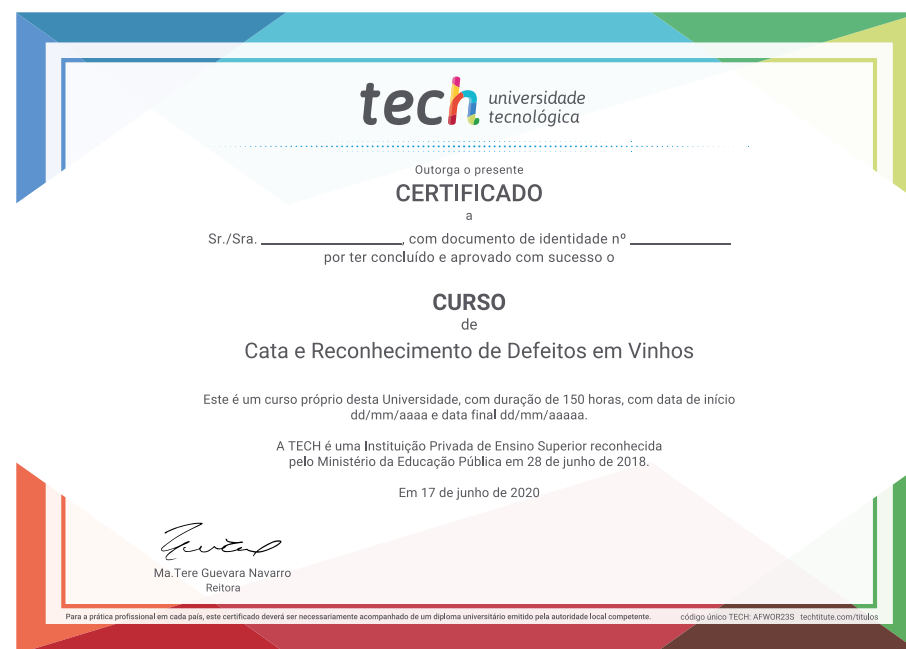 tech universidade
tecnológica
Outorga o presente
CERTIFICADO
a
Sr./Sra. ____________, com documento de identidade nº ____________
por ter concluído e aprovado com sucesso o
CURSO
de
Cata e Reconhecimento de Defeitos em Vinhos
Este é um curso próprio desta Universidade, com duração de 150 horas, com data de início
dd/mm/aaaa e data final dd/mm/aaaaa.
A TECH é uma Instituição Privada de Ensino Superior reconhecida
pelo Ministério da Educação Pública em 28 de junho de 2018.
Em 17 de junho de 2020
Ma.Tere Guevara Navarro
Reitora
Para a prática profissional em cada país, este certificado deverá ser necessariamente acompanhado de um diploma universitário emitido pela autoridade local competente. código único TECH: AFWOR23S techtitute.com/titulos